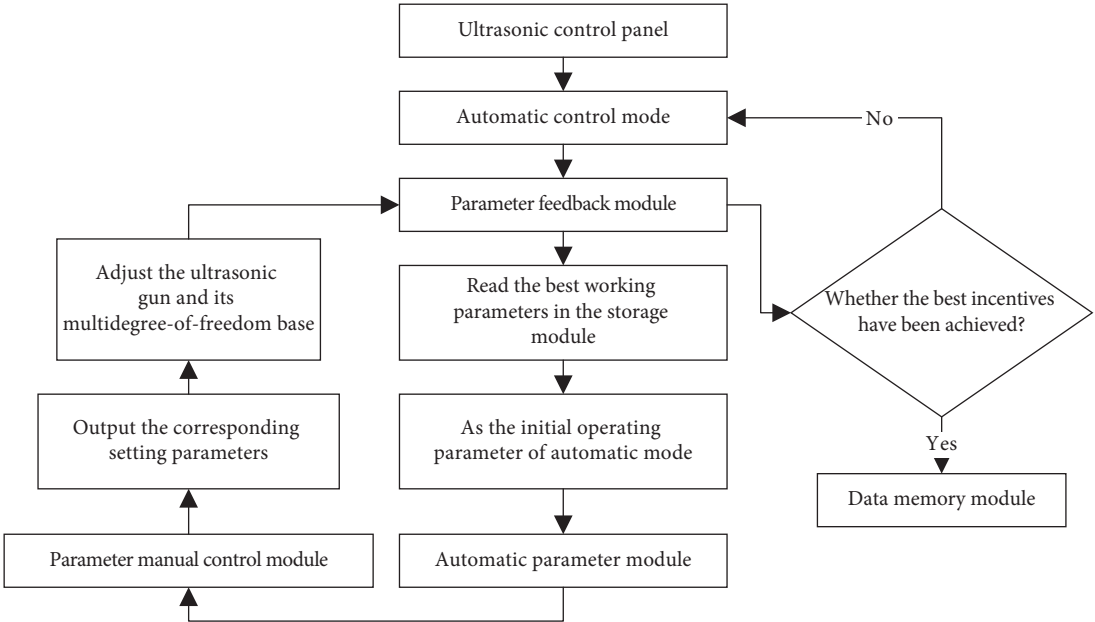 Ultrasonic control panel
Automatic control mode
No
Parameter feedback module
Adjust the ultrasonic
gun and its
multidegree-of-freedom base
Read the best working
parameters in the storage
module
Whether the best incentives
have been achieved?
Output the corresponding
setting parameters
As the initial operating
parameter of automatic mode
Yes
Data memory module
Parameter manual control module
Automatic parameter module